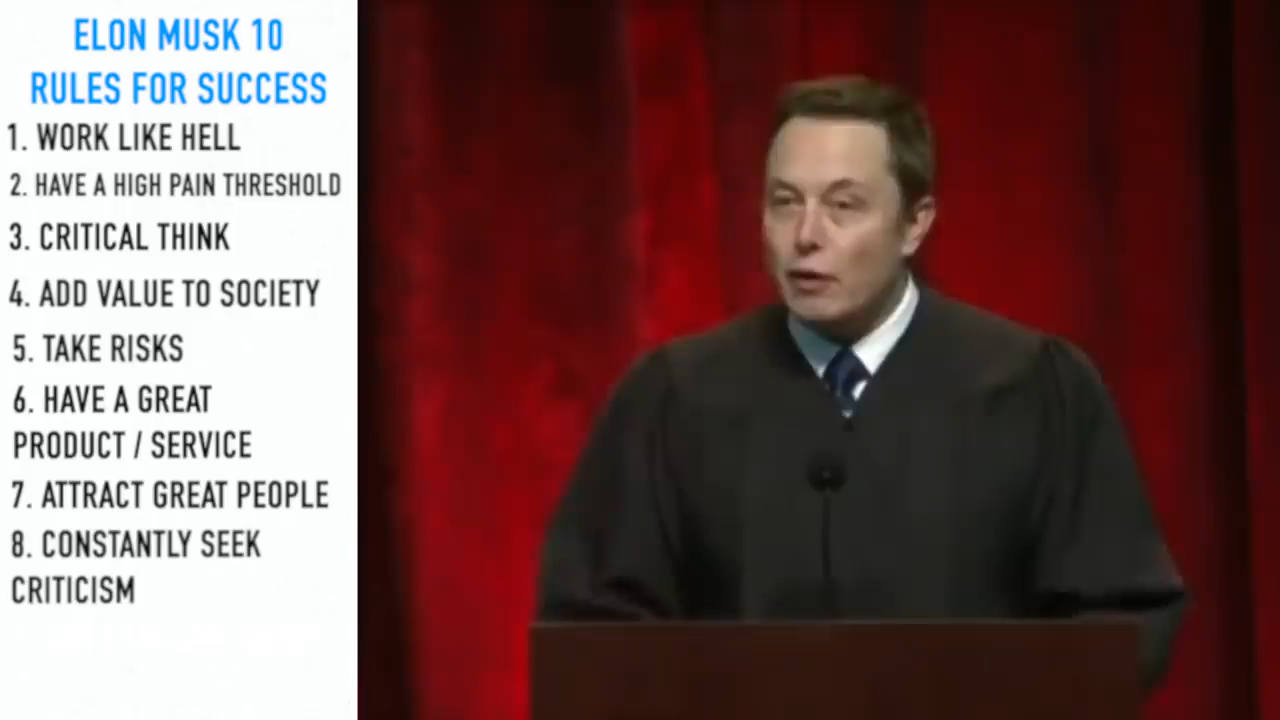 ELON MUSK 10
RULES FOR SUCCESS
1. WORK LIKE HELL
2. HAVE A HIGH PAIN THRESHOLD
3. CRITICAL THINK
4. ADD VALUE TO SOCIETY
5. TAKE RISKS
6. HAVE A GREAT
PRODUCT / SERVICE
7. ATTRACT GREAT PEOPLE
8. CONSTANTLY SEEK
CRITICISM